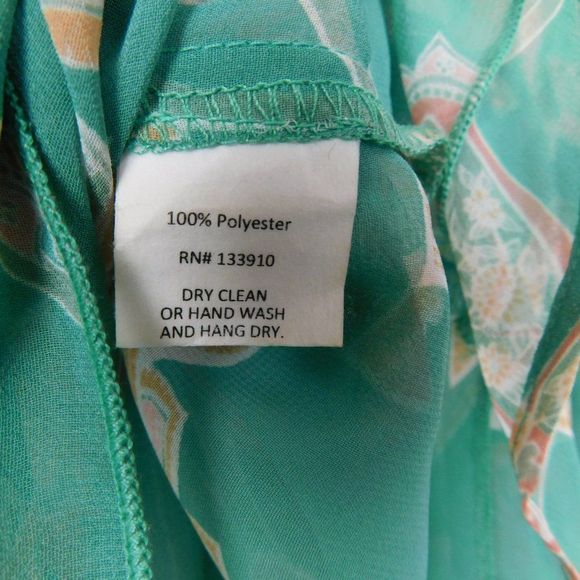 100% Polyester
RN# 133910
DRY CLEAN
OR HAND WASH
AND HANG DRY.